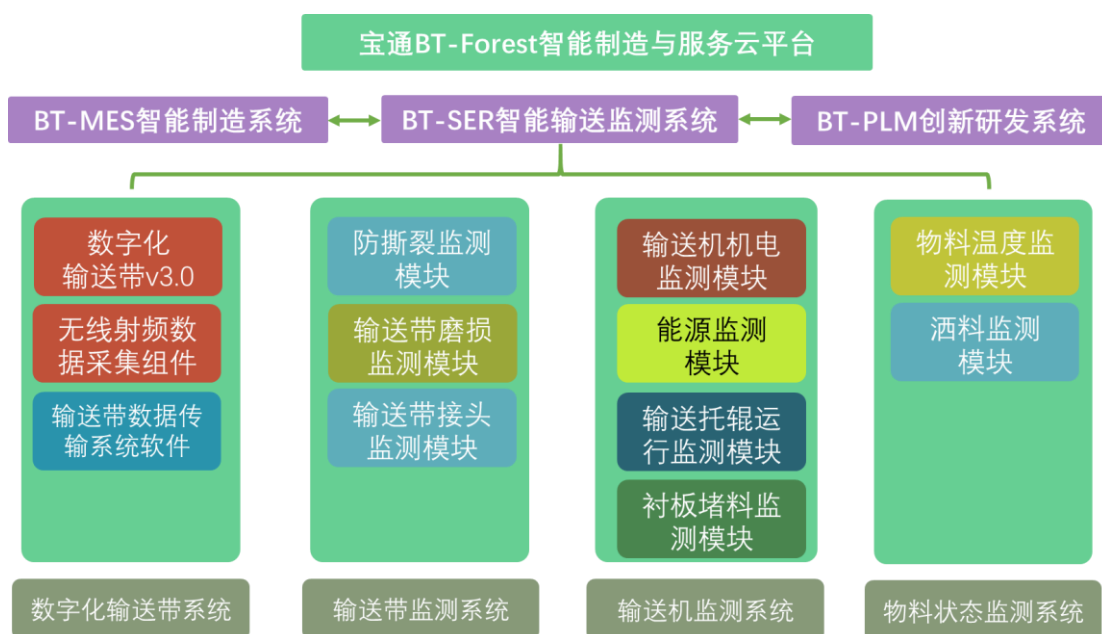 宝通BT-Forest智能制造与服务云平台
BT-MES智能制造系统
BT-SER智能输送监测系统
BT-PLM创新研发系统
数字化
输送带v3.0
无线射频数
据采集组件
输送带数据传
输系统软件
数字化输送带系统
防撕裂监测
模块
输送带磨损
监测模块
输送带接头
监测模块
输送带监测系统
输送机机电
监测模块
能源监测
模块
输送托辊运
行监测模块
衬板堵料监
测模块
输送机监测系统
物料温度监
测模块
洒料监测
模块
物料状态监测系统